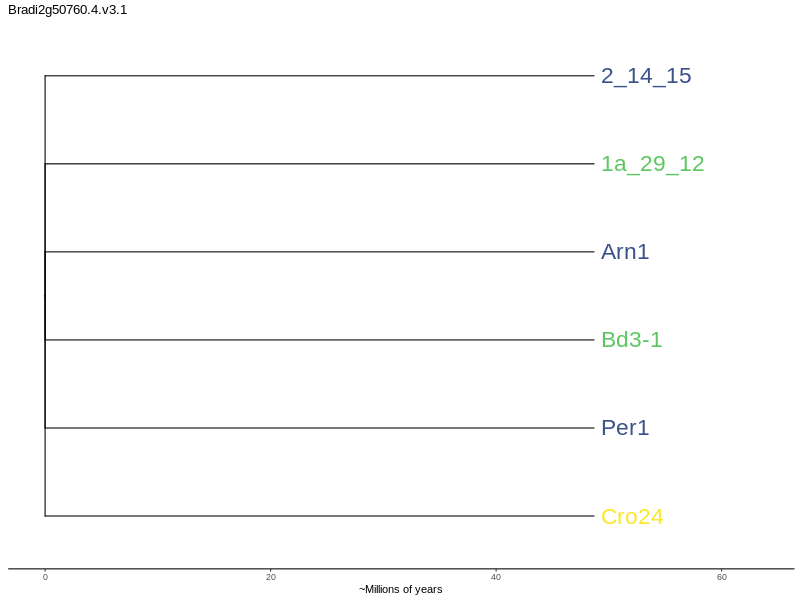 Bradi2g50760.4.v3.1
2_14_15
1a_29_12
Arn1
Bd3-1
Per1
Cro24
0 20 40 60
~Millions of years